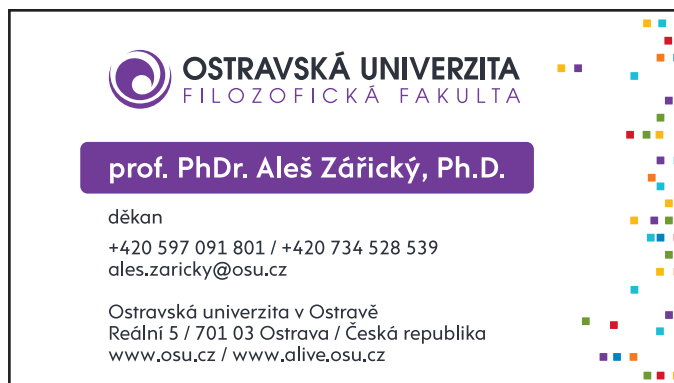 OSTRAVSKÁ UNIVERZITA
FILOZOFICKÁ FAKULTA
prof. PhDr. Aleš Zářický, Ph.D.
děkan
+420 597 091 801 / +420 734 528 539
ales.zaricky@osu.cz
Ostravská univerzita v Ostravě
Reální 5 / 701 03 Ostrava / Česká republika
www.osu.cz / www.alive.osu.cz